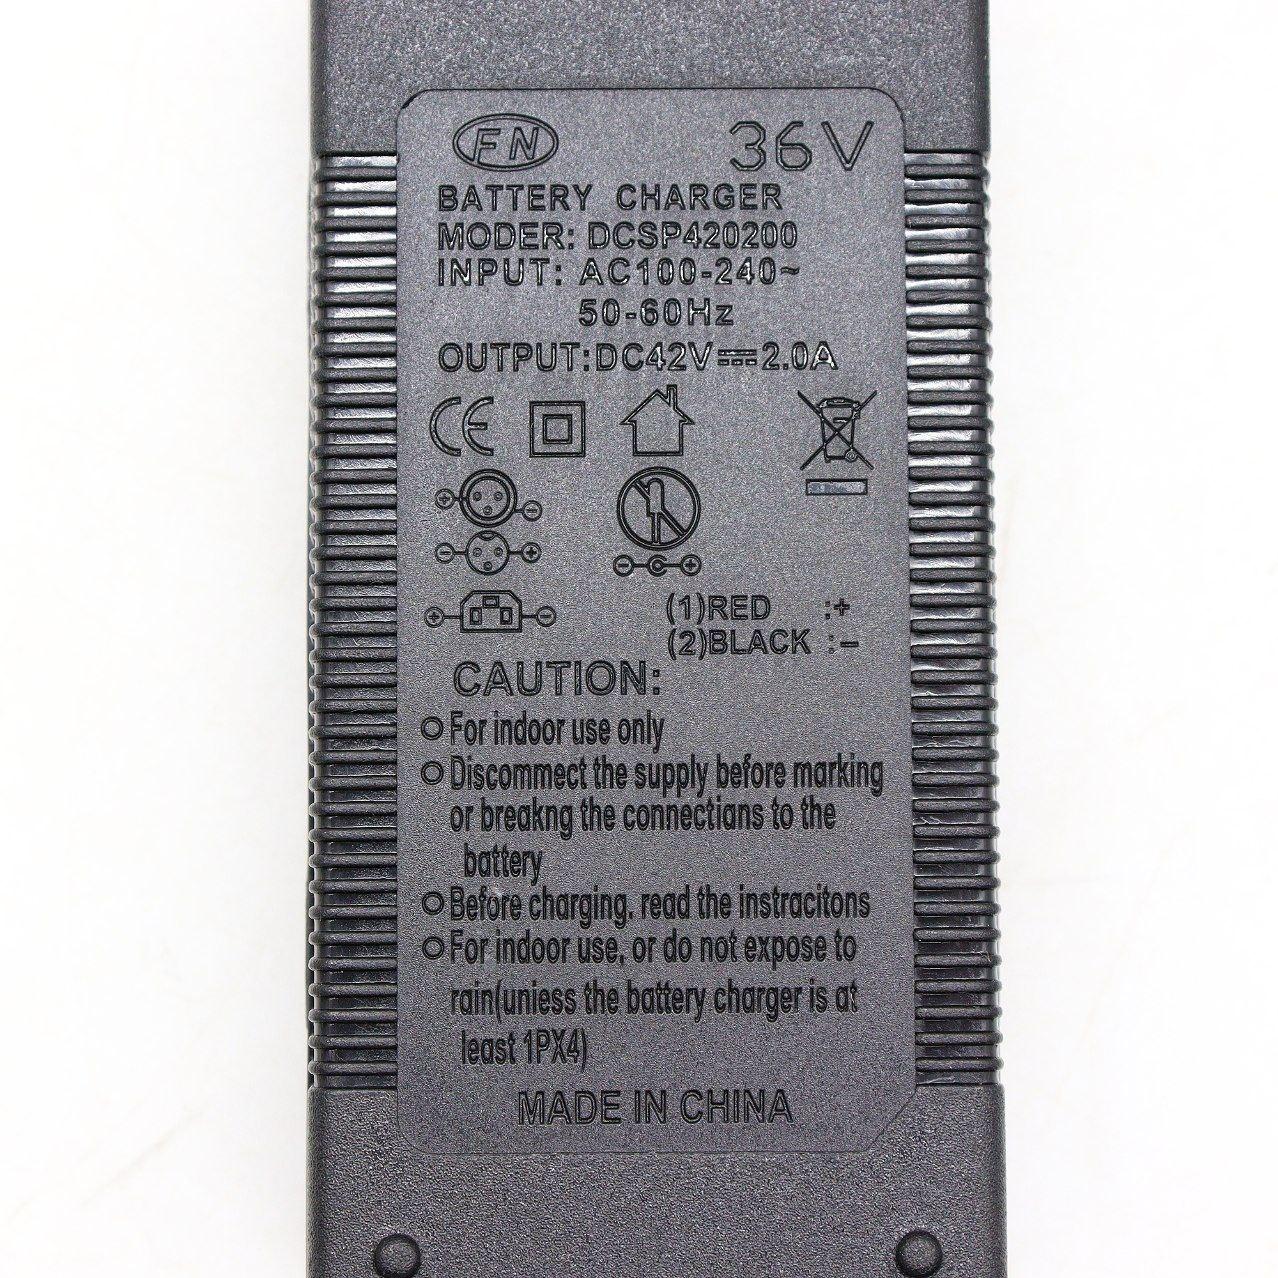 FN 36V
BATTERY CHARGER
MODER: DCSP420200
INPUT: AC100-240~
50-60Hz
OUTPUT:DC42V⎓2.0A
CE
(1)RED :+
(2)BLACK :−
CAUTION:
For indoor use only
Discommect the supply before marking
or breakng the connectians to the
battery
Before charging. read the instracitons
For indoor use, or do not expose to
rain(uniess the battery charger is at
least 1PX4)
MADE IN CHINA